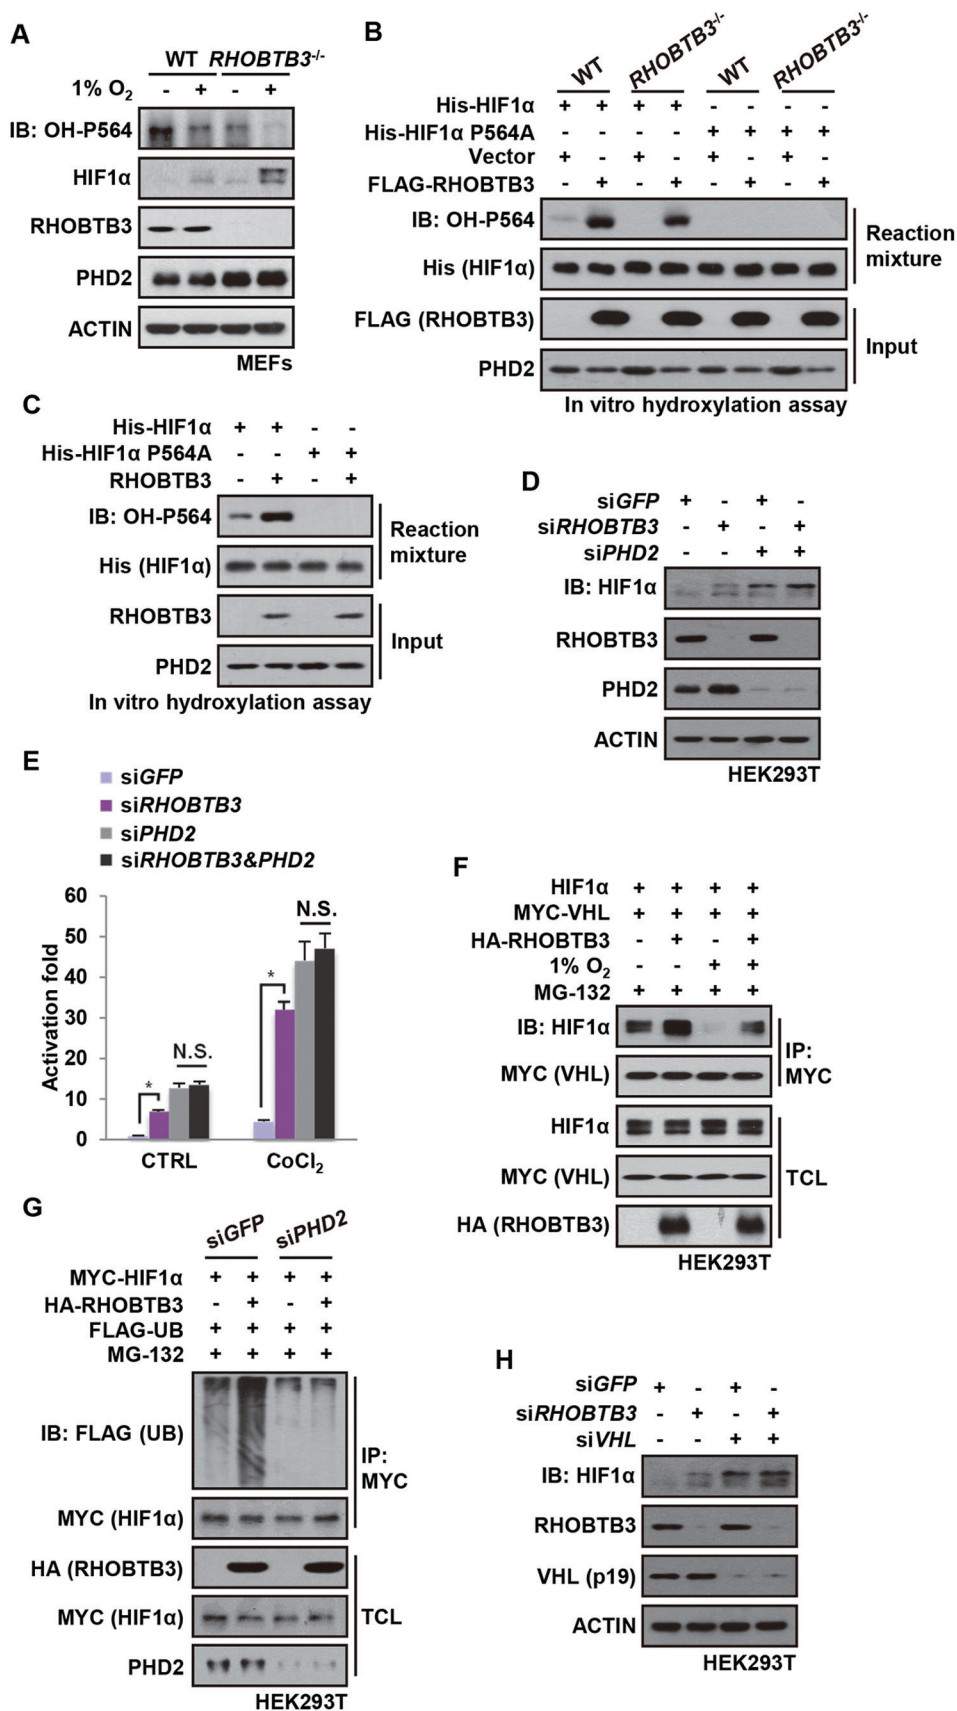 A
WT RHOBTB3-/-
1% O2 - + - +
IB: OH-P564
HIF1α
RHOBTB3
PHD2
ACTIN
MEFs
B
WT RHOBTB3-/- WT RHOBTB3-/-
His-HIF1α + + + + - - - -
His-HIF1α P564A - - - - + + + +
Vector + - + - + - + -
FLAG-RHOBTB3 - + - + - + - +
IB: OH-P564
His (HIF1α)
Reaction
mixture
FLAG (RHOBTB3)
PHD2
Input
In vitro hydroxylation assay
C
His-HIF1α + + - -
His-HIF1α P564A - - + +
RHOBTB3 - + - +
IB: OH-P564
His (HIF1α)
Reaction
mixture
RHOBTB3
PHD2
Input
In vitro hydroxylation assay
D
siGFP + - + -
siRHOBTB3 - + - +
siPHD2 - - + +
IB: HIF1α
RHOBTB3
PHD2
ACTIN
HEK293T
E
siGFP
siRHOBTB3
siPHD2
siRHOBTB3&PHD2
Activation fold
60
50
40
30
20
10
0
* N.S.
* N.S.
CTRL CoCl2
F
HIF1α + + + +
MYC-VHL + + + +
HA-RHOBTB3 - + - +
1% O2 - - + +
MG-132 + + + +
IB: HIF1α
MYC (VHL)
IP:
MYC
HIF1α
MYC (VHL)
HA (RHOBTB3)
TCL
HEK293T
G
siGFP siPHD2
MYC-HIF1α + + + +
HA-RHOBTB3 - + - +
FLAG-UB + + + +
MG-132 + + + +
IB: FLAG (UB)
MYC (HIF1α)
IP:
MYC
HA (RHOBTB3)
MYC (HIF1α)
PHD2
TCL
HEK293T
H
siGFP + - + -
siRHOBTB3 - + - +
siVHL - - + +
IB: HIF1α
RHOBTB3
VHL (p19)
ACTIN
HEK293T